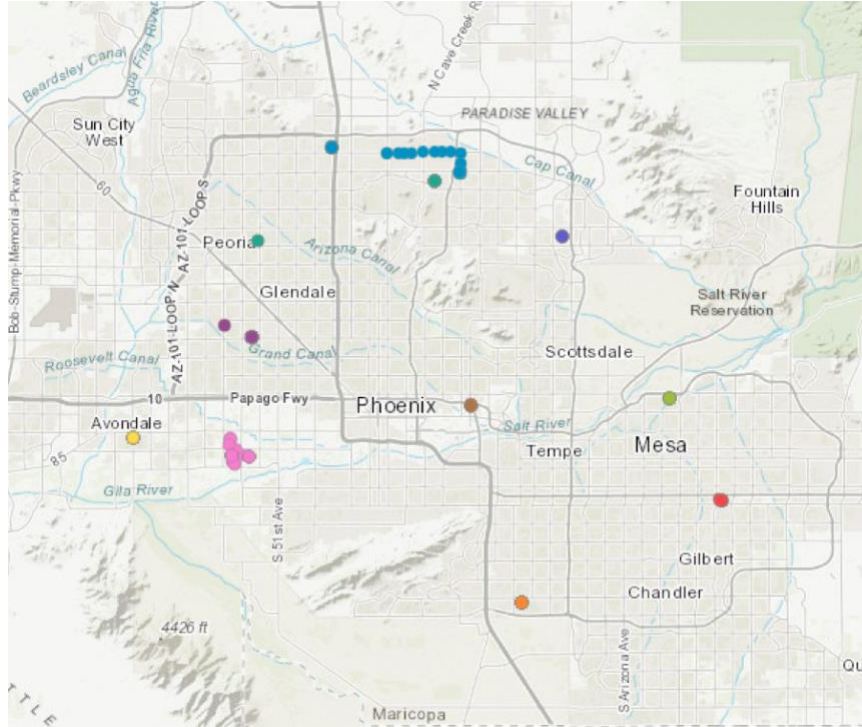 Beardsley Canal
Agua Fria River
N Cave Creek R
Sun City
West
PARADISE VALLEY
Cap Canal
Fountain
Hills
60
AZ-101-LOOP S
Bob-Stump-Memorial-Pkwy
Peoria
Arizona Canal
Glendale
Salt River
Reservation
AZ-101-LOOP N
Grand Canal
Roosevelt Canal
Scottsdale
10
Papago Fwy
Phoenix
Avondale
Salt River
Mesa
Tempe
85
Gila River
S 51st Ave
Gilbert
Chandler
4426 ft
S Arizona Ave
Qu
TTLE
Maricopa